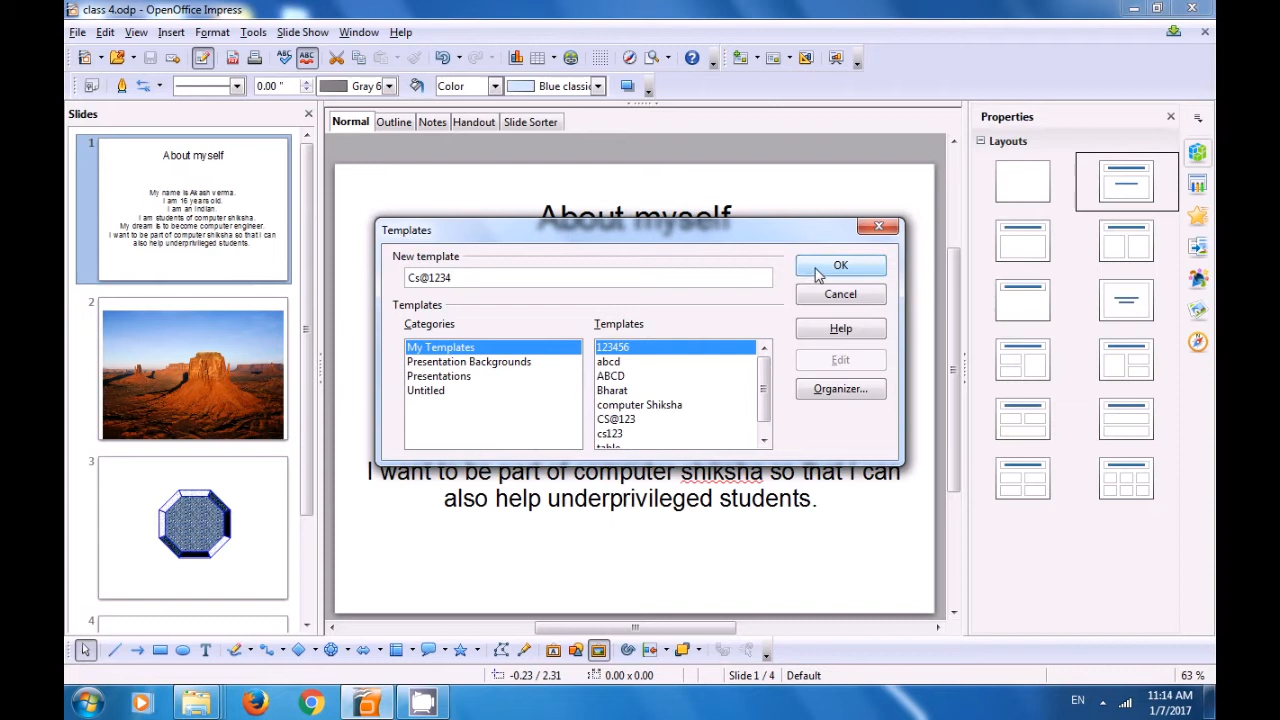 class 4.odp - OpenOffice Impress
File Edit View Insert Format Tools Slide Show Window Help
0.00 " Gray 6 Color Blue classic
Slides
Normal Outline Notes Handout Slide Sorter
Properties
Layouts
1
About myself
My name is Akash verma.
I am 16 years old.
I am an Indian.
I am students of computer shiksha.
My dream is to become computer engineer.
I want to be part of computer shiksha so that I can
also help underprivileged students.
2
3
4
About myself
Templates
New template
Cs@1234
OK
Cancel
Templates
Categories
Templates
Help
My Templates
Presentation Backgrounds
Presentations
Untitled
123456
abcd
ABCD
Bharat
computer Shiksha
CS@123
cs123
table
Edit
Organizer...
I want to be part of computer shiksha so that I can
also help underprivileged students.
-0.23 / 2.31 0.00 x 0.00 Slide 1 / 4 Default 63 %
EN
11:14 AM
1/7/2017